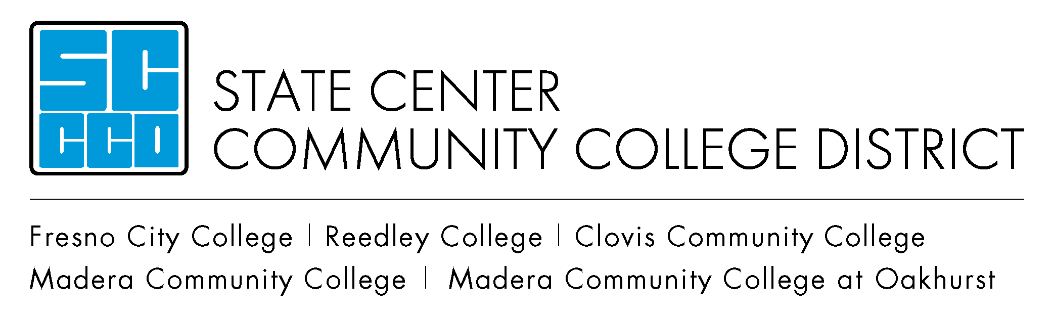 SC
CCD
STATE CENTER
COMMUNITY COLLEGE DISTRICT
Fresno City College | Reedley College | Clovis Community College
Madera Community College | Madera Community College at Oakhurst